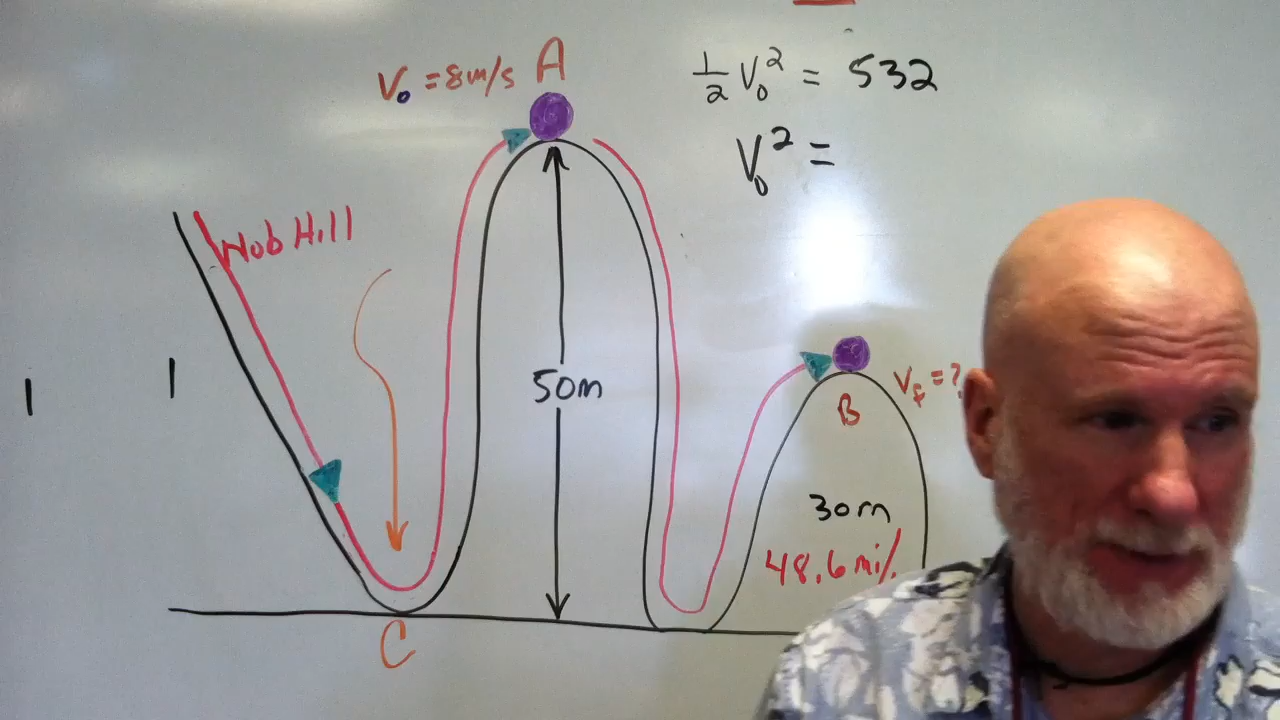 V₀ = 8m/s A
½ V₀² = 532
V₀² =
Nob Hill
50m
V_f = ?
B
30m
48.6 mi/
C